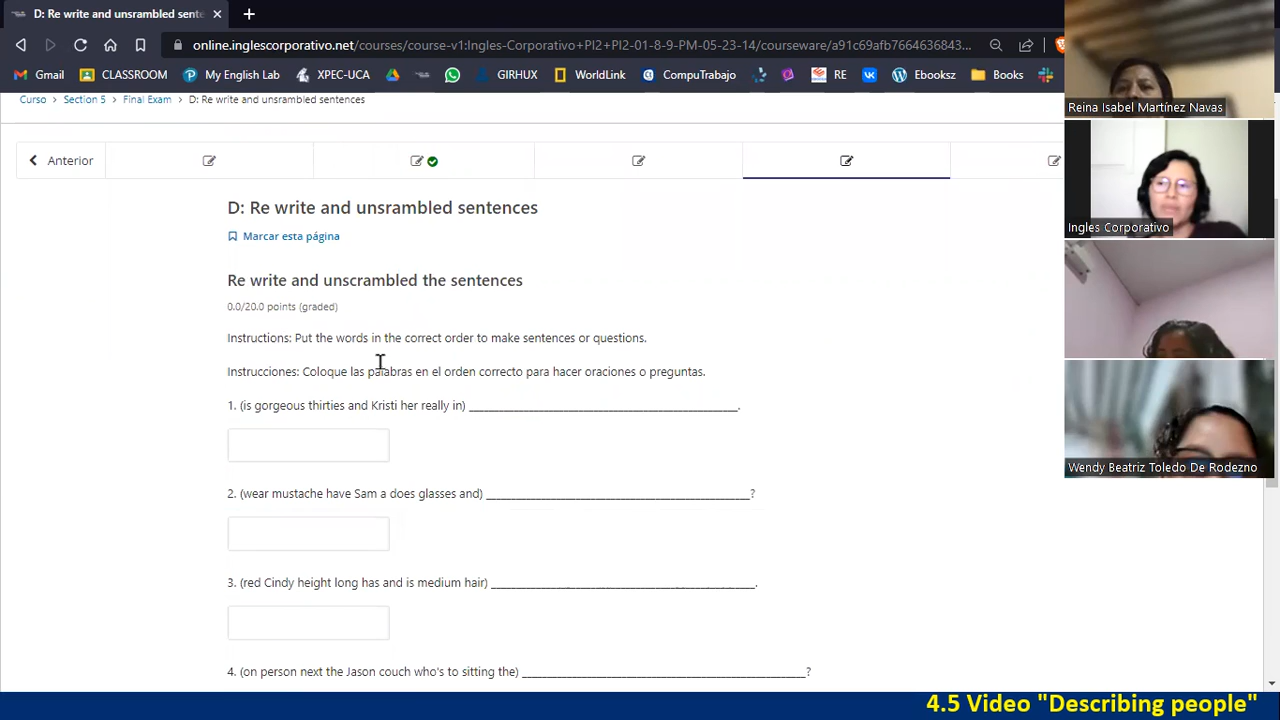 D: Re write and unsrambled sente
online.inglescorporativo.net/courses/course-v1:Ingles-Corporativo+PI2+PI2-01-8-9-PM-05-23-14/courseware/a91c69afb7664636843...
Gmail CLASSROOM My English Lab XPEC-UCA GIRHUX WorldLink CompuTrabajo RE Ebooksz Books
Curso Section 5 Final Exam D: Re write and unsrambled sentences
Anterior
D: Re write and unsrambled sentences
Marcar esta página
Re write and unscrambled the sentences
0.0/20.0 points (graded)
Instructions: Put the words in the correct order to make sentences or questions.
Instrucciones: Coloque las palabras en el orden correcto para hacer oraciones o preguntas.
1. (is gorgeous thirties and Kristi her really in) ______________________________________.
2. (wear mustache have Sam a does glasses and) ______________________________________?
3. (red Cindy height long has and is medium hair) ______________________________________.
4. (on person next the Jason couch who's to sitting the) ________________________________________?
Reina Isabel Martínez Navas
Ingles Corporativo
Wendy Beatriz Toledo De Rodezno
4.5 Video "Describing people"